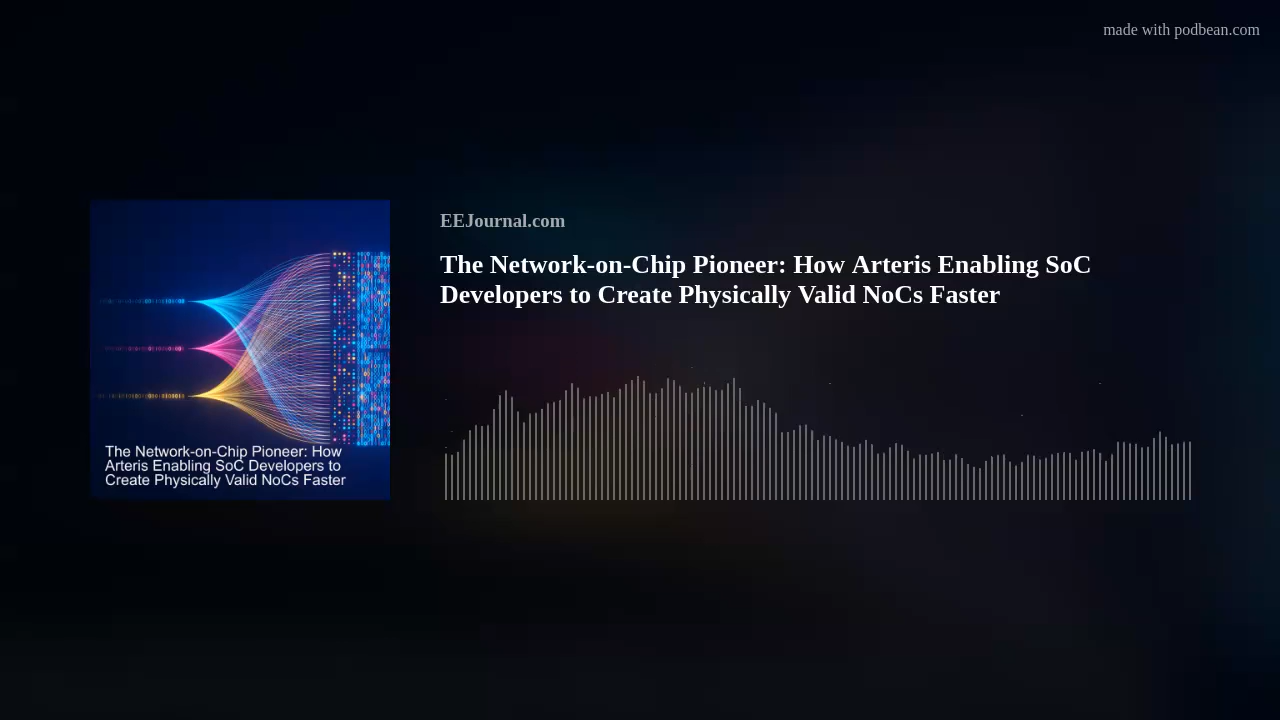 made with podbean.com
EEJournal.com
The Network-on-Chip Pioneer: How Arteris Enabling SoC
Developers to Create Physically Valid NoCs Faster
The Network-on-Chip Pioneer: How
Arteris Enabling SoC Developers to
Create Physically Valid NoCs Faster